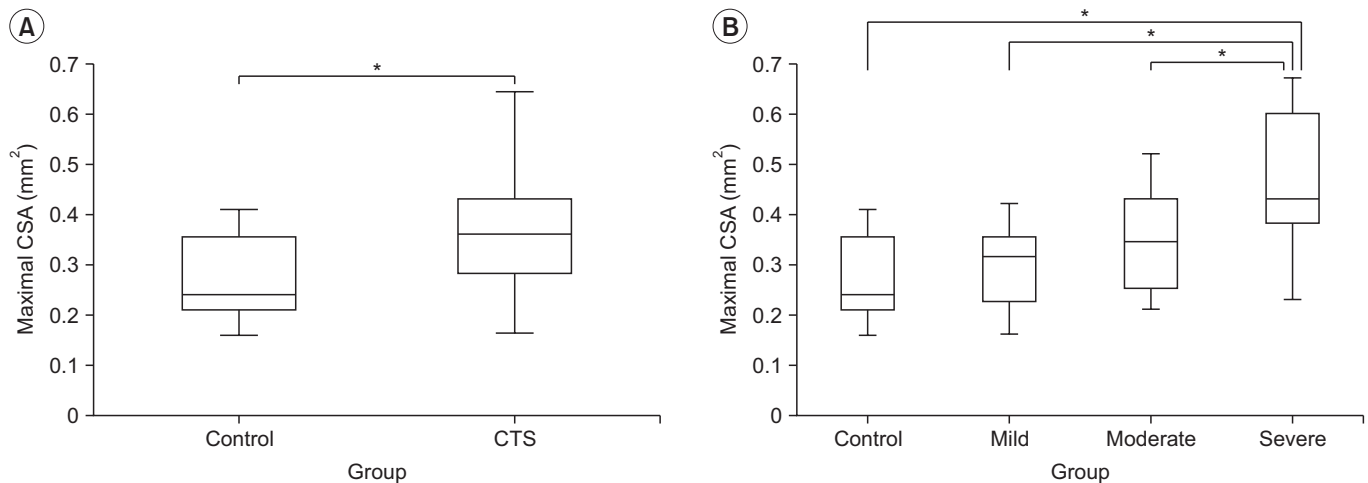 A
*
0.7
0.6
0.5
0.4
0.3
0.2
0.1
0
Maximal CSA (mm²)
Control CTS
Group
B
*
*
*
0.7
0.6
0.5
0.4
0.3
0.2
0.1
0
Maximal CSA (mm²)
Control Mild Moderate Severe
Group